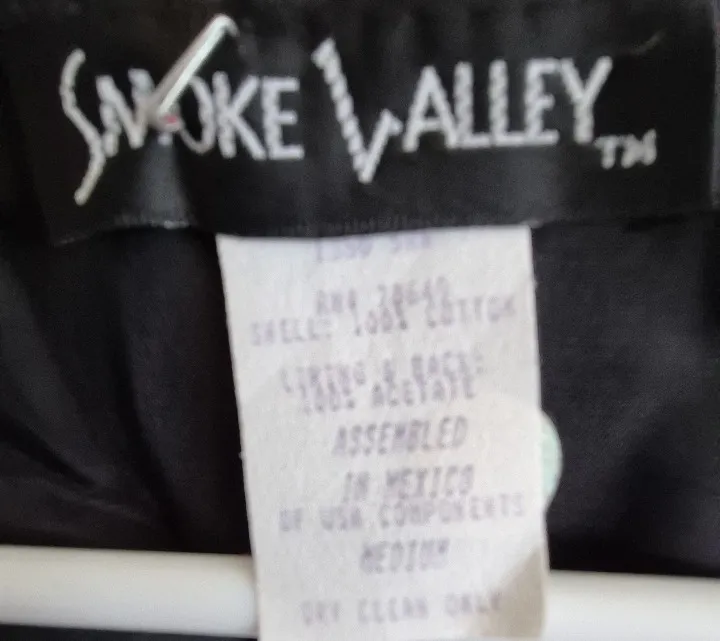 SMOKE VALLEY TM
SHELL: 100% COTTON
LINING & BACK:
100% ACETATE
ASSEMBLED
IN MEXICO
OF USA COMPONENTS
MEDIUM
DRY CLEAN ONLY